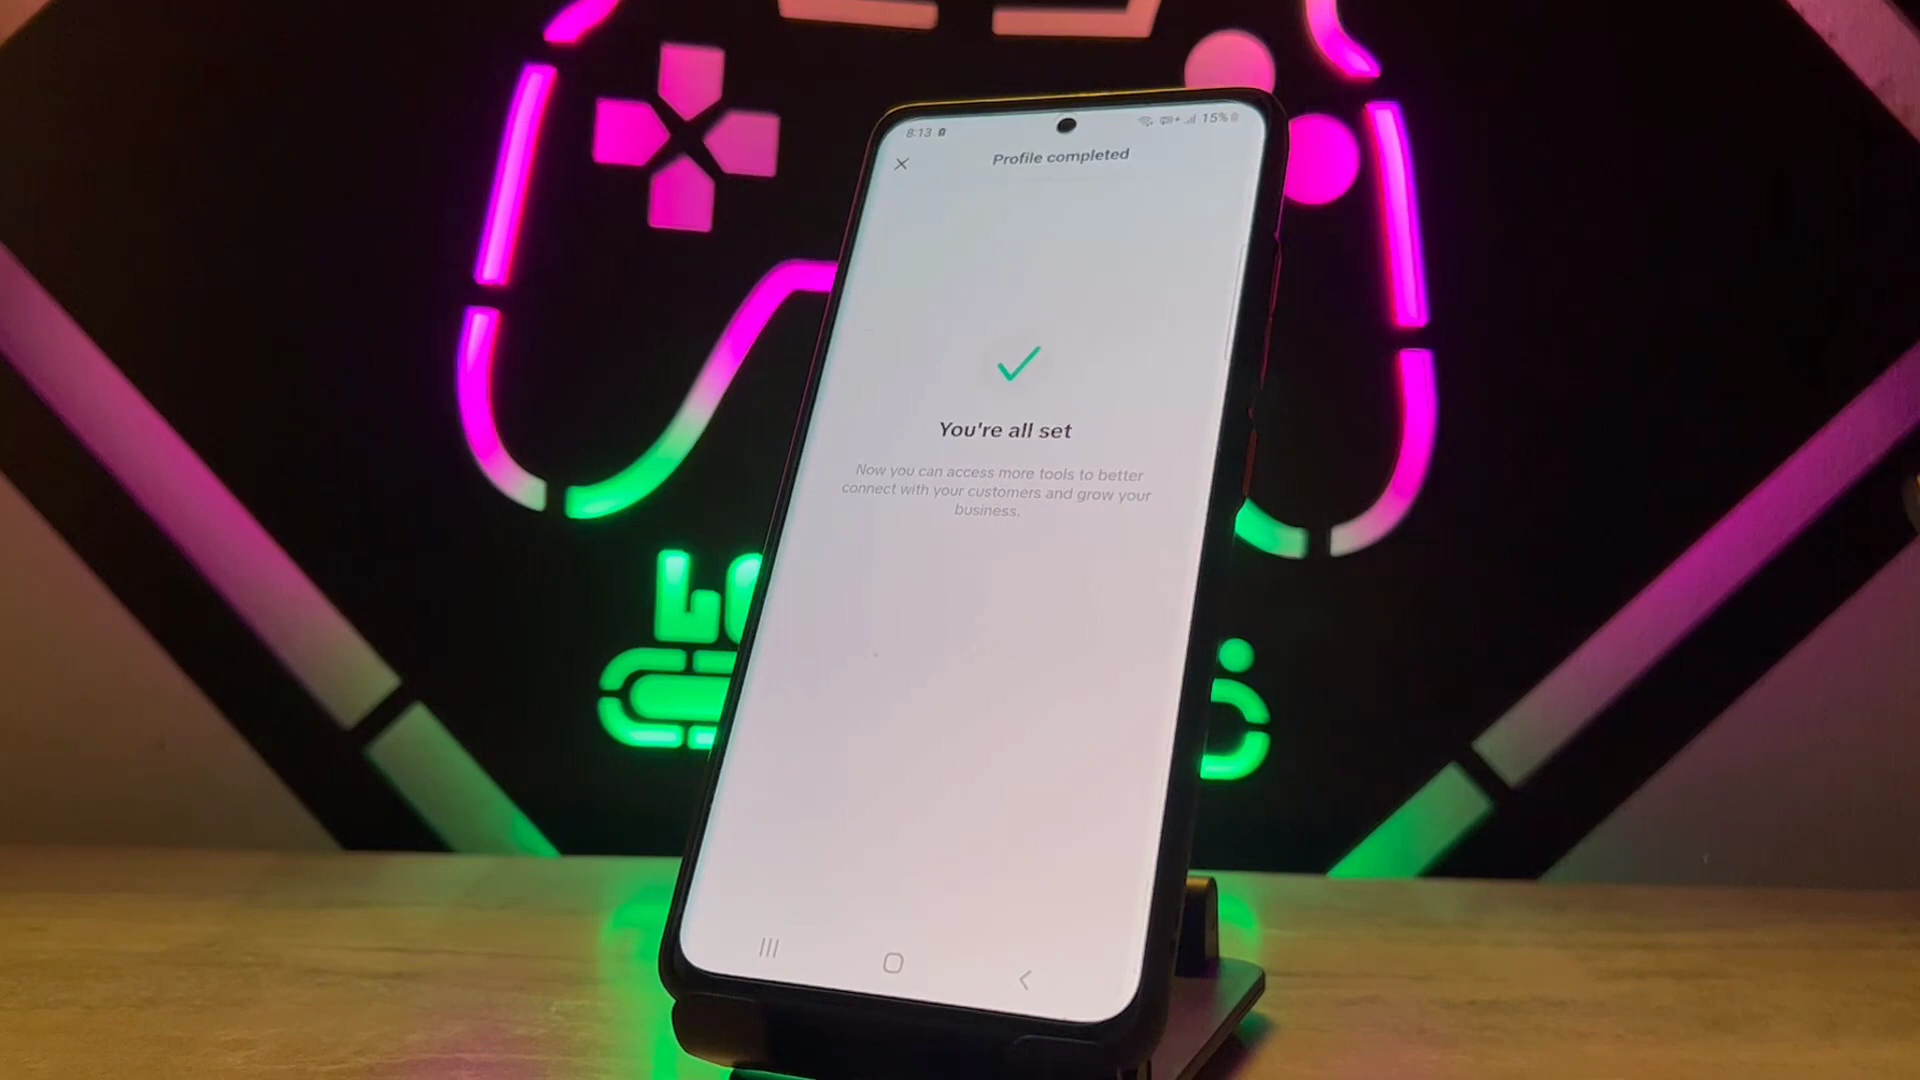 8:13
15%
Profile completed
You're all set
Now you can access more tools to better
connect with your customers and grow your
business.